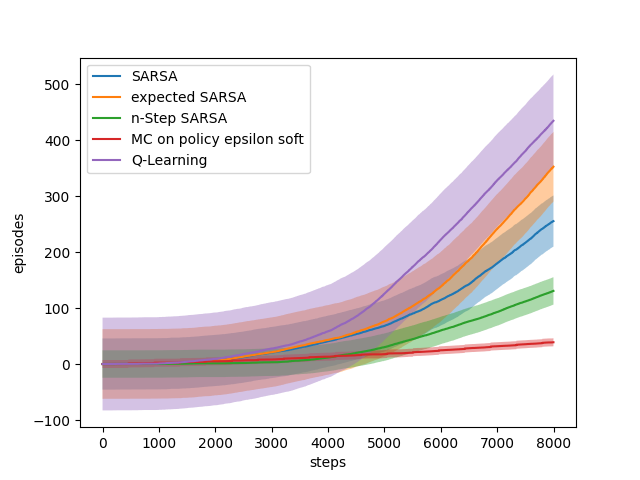 SARSA
expected SARSA
n-Step SARSA
MC on policy epsilon soft
Q-Learning
500
400
300
200
100
0
−100
episodes
0 1000 2000 3000 4000 5000 6000 7000 8000
steps